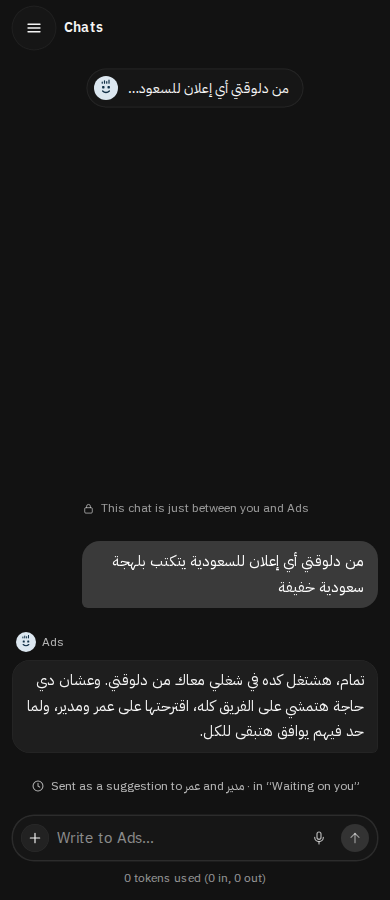 Chats
من دلوقتي أي إعلان للسعود...
This chat is just between you and Ads
من دلوقتي أي إعلان للسعودية يتكتب بلهجة
سعودية خفيفة
Ads
تمام، هشتغل كده في شغلي معاك من دلوقتي. وعشان دي
حاجة هتمشي على الفريق كله، اقترحتها على عمر ومدير، ولما
حد فيهم يوافق هتبقى للكل.
Sent as a suggestion to عمر and مدير · in "Waiting on you"
Write to Ads...
0 tokens used (0 in, 0 out)